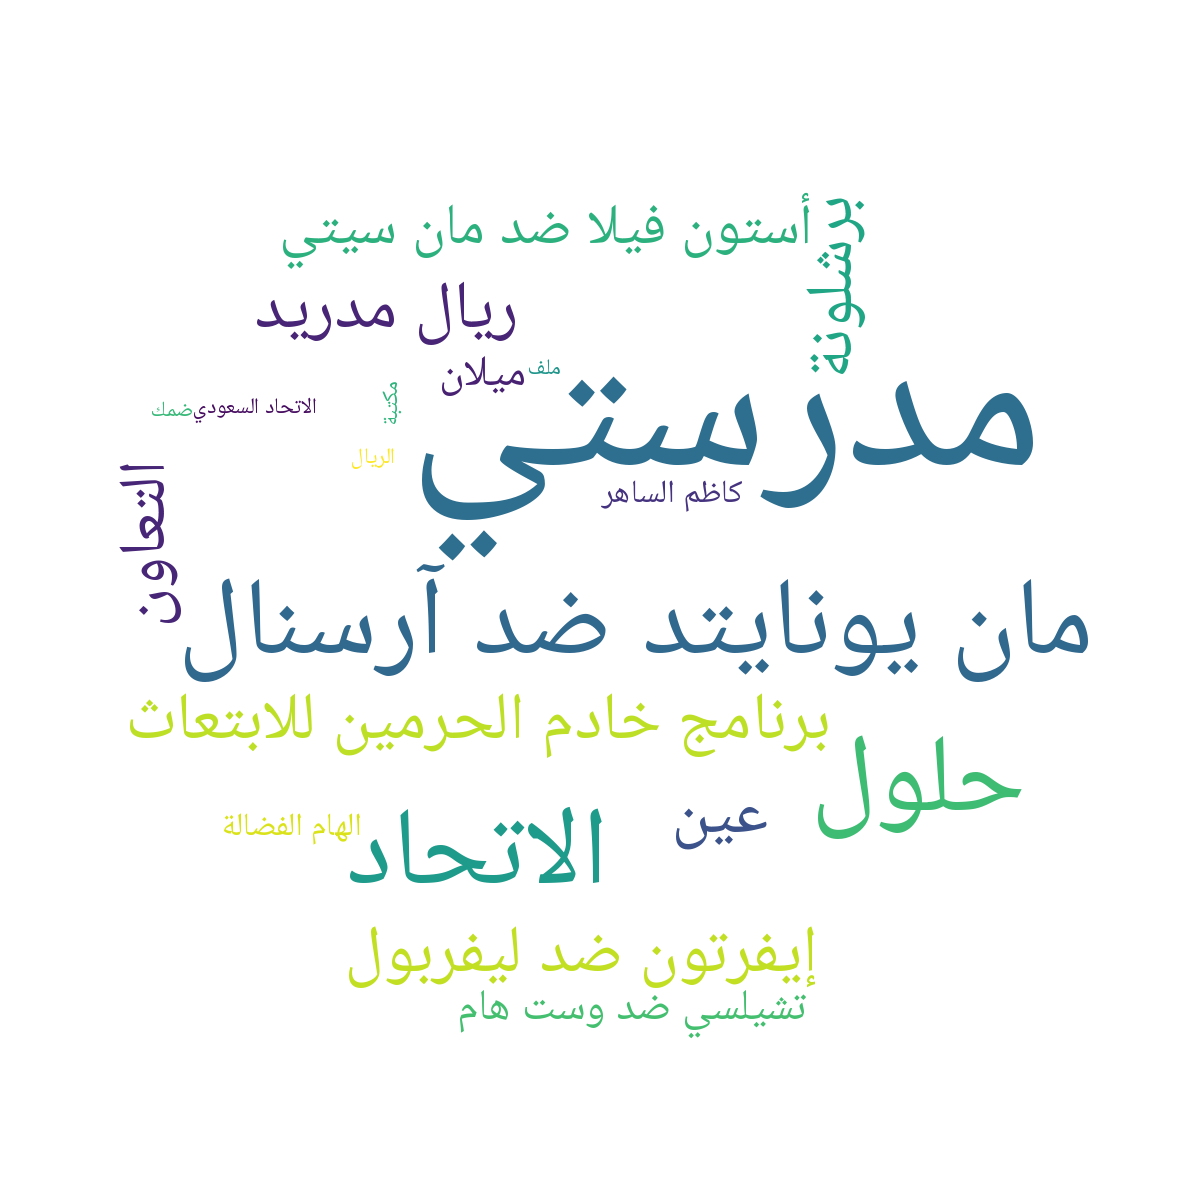 أستون فيلا ضد مان سيتي
برشلونة
ريال مدريد
ميلان
ملف
مدرستي
الاتحاد السعودي
ضمك
مكتبة
الريال
كاظم الساهر
التعاون
مان يونايتد ضد آرسنال
برنامج خادم الحرمين للابتعاث
حلول
عين
الاتحاد
الهام الفضالة
إيفرتون ضد ليفربول
تشيلسي ضد وست هام